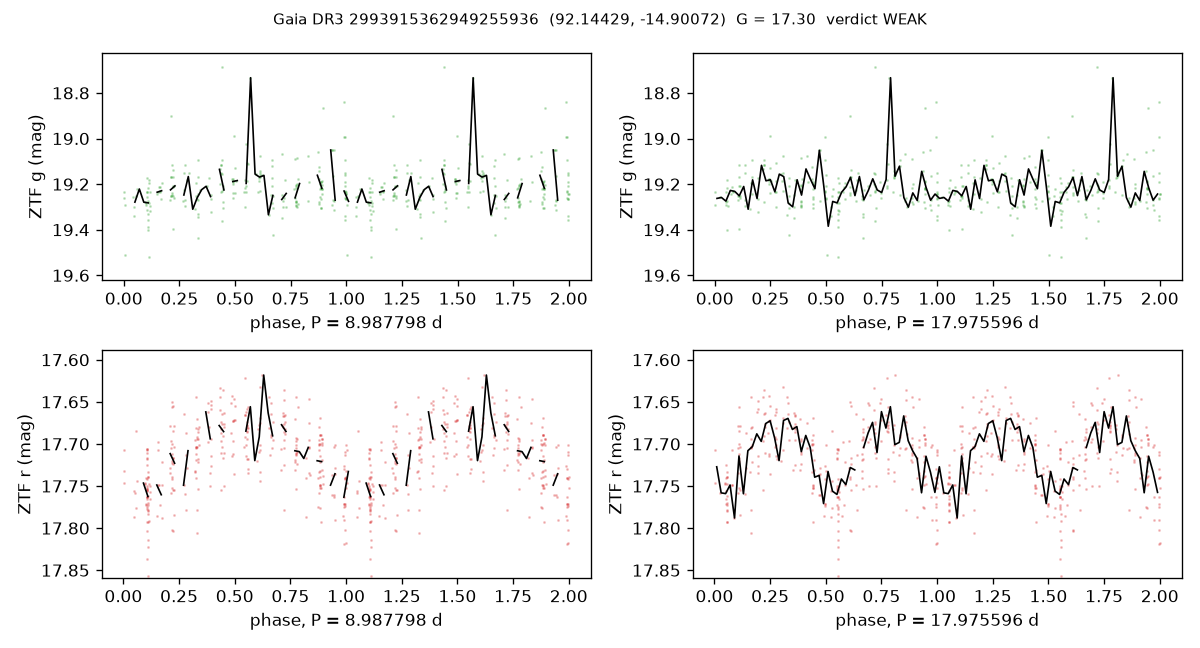 Gaia DR3 2993915362949255936  (92.14429, -14.90072)  G = 17.30  verdict WEAK
ZTF g (mag)
18.8
19.0
19.2
19.4
19.6
0.00 0.25 0.50 0.75 1.00 1.25 1.50 1.75 2.00
phase, P = 8.987798 d
ZTF g (mag)
18.8
19.0
19.2
19.4
19.6
0.00 0.25 0.50 0.75 1.00 1.25 1.50 1.75 2.00
phase, P = 17.975596 d
ZTF r (mag)
17.60
17.65
17.70
17.75
17.80
17.85
0.00 0.25 0.50 0.75 1.00 1.25 1.50 1.75 2.00
phase, P = 8.987798 d
ZTF r (mag)
17.60
17.65
17.70
17.75
17.80
17.85
0.00 0.25 0.50 0.75 1.00 1.25 1.50 1.75 2.00
phase, P = 17.975596 d